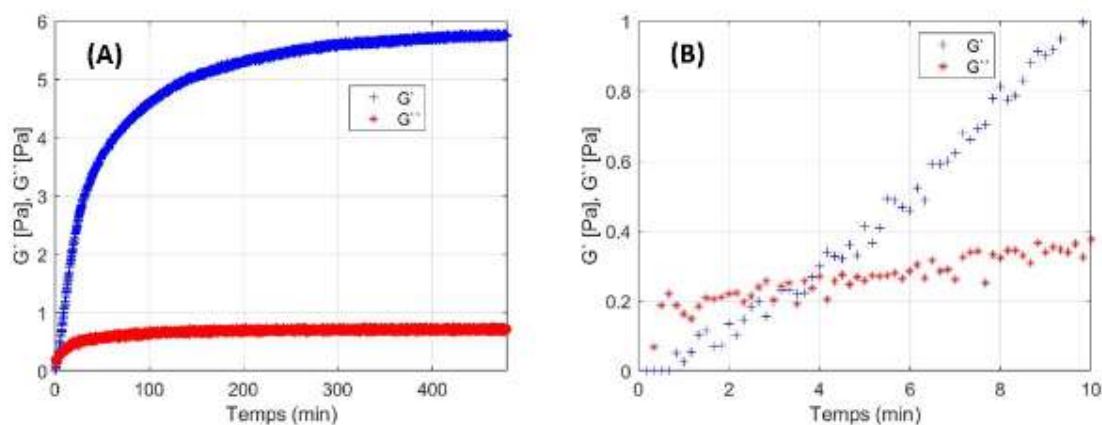 (A)
G` [Pa], G`` [Pa]
6
5
4
3
2
1
0
G`
G``
0 100 200 300 400
Temps (min)
(B)
G` [Pa], G`` [Pa]
1
0.8
0.6
0.4
0.2
0
G`
G``
0 2 4 6 8 10
Temps (min)